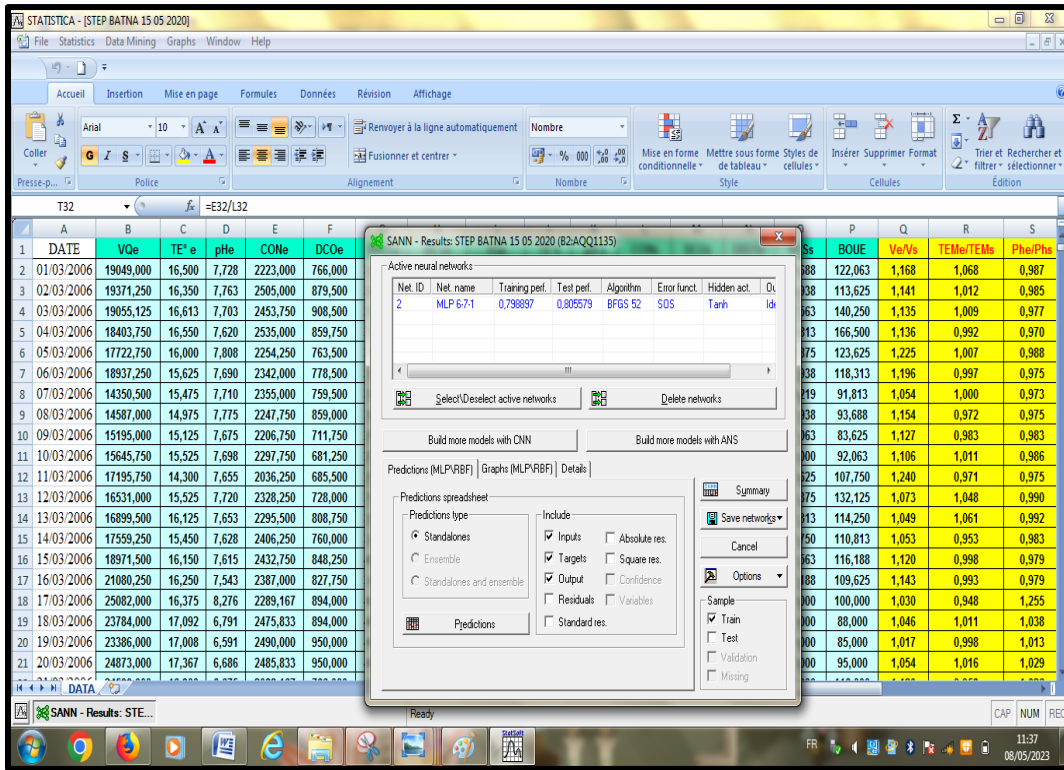 STATISTICA - [STEP BATNA 15 05 2020]
File Statistics Data Mining Graphs Window Help
Accueil Insertion Mise en page Formules Données Révision Affichage
Coller
Arial 10
G I S
Renvoyer à la ligne automatiquement
Fusionner et centrer
Nombre
% 000
Mise en forme conditionnelle
Mettre sous forme de tableau
Styles de cellules
Insérer Supprimer Format
Trier et filtrer
Rechercher et sélectionner
Presse-p... Police Alignement Nombre Style Cellules Édition
T32 fx =E32/L32
A B C D E F P Q R S
1 DATE VQe TE° e pHe CONe DCOe BOUE Ve/Vs TEMe/TEMs Phe/Phs
2 01/03/2006 19049,000 16,500 7,728 2223,000 766,000 122,063 1,168 1,068 0,987
3 02/03/2006 19371,250 16,350 7,763 2505,000 879,500 113,625 1,141 1,012 0,985
4 03/03/2006 19055,125 16,613 7,703 2453,750 908,500 140,250 1,135 1,009 0,977
5 04/03/2006 18403,750 16,550 7,620 2535,000 859,750 166,500 1,136 0,992 0,970
6 05/03/2006 17722,750 16,000 7,808 2254,250 763,500 123,625 1,225 1,007 0,988
7 06/03/2006 18937,250 15,625 7,690 2342,000 778,500 118,313 1,196 0,997 0,975
8 07/03/2006 14350,500 15,475 7,710 2355,000 759,500 91,813 1,054 1,000 0,973
9 08/03/2006 14587,000 14,975 7,775 2247,750 859,000 93,688 1,154 0,972 0,975
10 09/03/2006 15195,000 15,125 7,675 2206,750 711,750 83,625 1,127 0,983 0,983
11 10/03/2006 15645,750 15,525 7,698 2297,750 681,250 92,063 1,106 1,011 0,986
12 11/03/2006 17195,750 14,300 7,655 2036,250 685,500 107,750 1,240 0,971 0,975
13 12/03/2006 16531,000 15,525 7,720 2328,250 728,000 132,125 1,073 1,048 0,990
14 13/03/2006 16899,500 16,125 7,653 2295,500 808,750 114,250 1,049 1,061 0,992
15 14/03/2006 17559,250 15,450 7,628 2406,250 760,000 110,813 1,053 0,953 0,983
16 15/03/2006 18971,500 16,150 7,615 2432,750 848,250 116,188 1,120 0,998 0,979
17 16/03/2006 21080,250 16,250 7,543 2387,000 827,750 109,625 1,143 0,993 0,979
18 17/03/2006 25082,000 16,375 8,276 2289,167 894,000 100,000 1,030 0,948 1,255
19 18/03/2006 23784,000 17,092 6,791 2475,833 894,000 88,000 1,046 1,011 1,038
20 19/03/2006 23386,000 17,008 6,591 2490,000 950,000 85,000 1,017 0,998 1,013
21 20/03/2006 24873,000 17,367 6,686 2485,833 950,000 95,000 1,054 1,016 1,029
SANN - Results: STEP BATNA 15 05 2020 (B2:AQQ1135)
Active neural networks
Net. ID Net. name Training perf. Test perf. Algorithm Error funct. Hidden act.
2 MLP 6-7-1 0,798897 0,805579 BFGS 52 SOS Tanh
Select\Deselect active networks Delete networks
Build more models with CNN Build more models with ANS
Predictions (MLP\RBF) Graphs (MLP\RBF) Details
Predictions spreadsheet
Predictions type
Standalones
Ensemble
Standalones and ensemble
Predictions
Include
Inputs Absolute res.
Targets Square res.
Output Confidence
Residuals Variables
Standard res.
Summary
Save networks
Cancel
Options
Sample
Train
Test
Validation
Missing
DATA
SANN - Results: STE... Ready CAP NUM REC
StatSoft
FR
11:37
08/05/2023